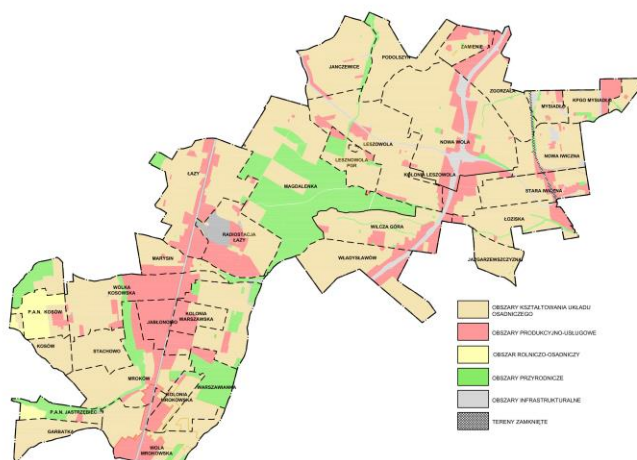 ZAMIENIE
PODOLSZYN
JANCZEWICE
ZGORZAŁA
MYSIADŁO
KPGO MYSIADŁO
LESZNOWOLA
NOWA WOLA
NOWA IWICZNA
LESZNOWOLA
PGR
KOLONIA LESZNOWOLA
STARA IWICZNA
ŁAZY
MAGDALENKA
ŁOZISKA
WILCZA GÓRA
RADIOSTACJA
ŁAZY
WŁADYSŁAWÓW
JAZGARZEWSZCZYZNA
MARYSIN
WÓLKA
KOSOWSKA
P.A.N. KOSÓW
JABŁONOWO
KOLONIA
WARSZAWSKA
KOSÓW
STACHOWO
MROKÓW
WARSZAWIANKA
KOLONIA
MROKOWSKA
P.A.N. JASTRZĘBIEC
GARBATKA
WOLA
MROKOWSKA
OBSZARY KSZTAŁTOWANIA UKŁADU
OSADNICZEGO
OBSZARY PRODUKCYJNO-USŁUGOWE
OBSZAR ROLNICZO-OSADNICZY
OBSZARY PRZYRODNICZE
OBSZARY INFRASTRUKTURALNE
TERENY ZAMKNIĘTE